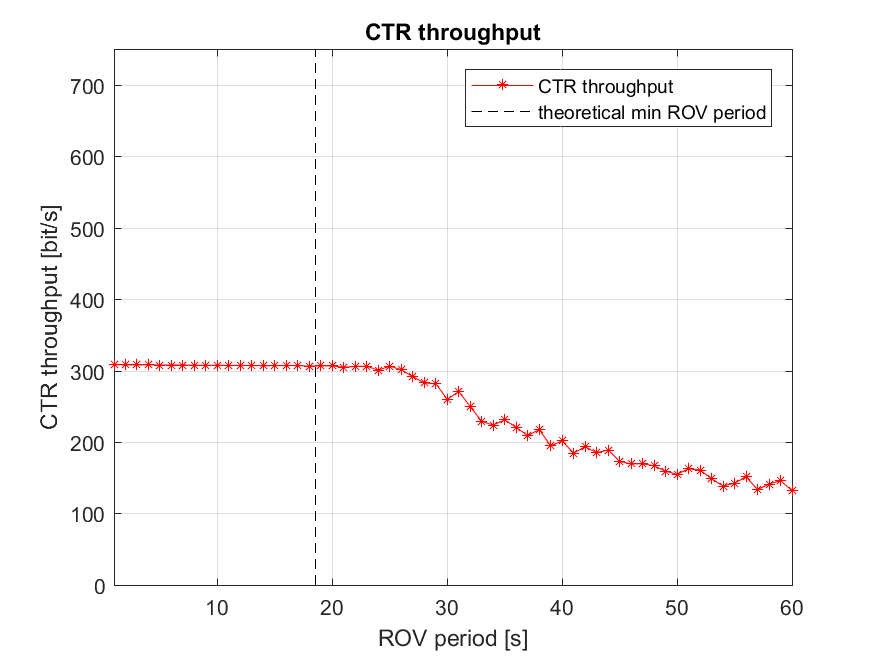 CTR throughput
CTR throughput
theoretical min ROV period
CTR throughput [bit/s]
700
600
500
400
300
200
100
0
10
20
30
40
50
60
ROV period [s]